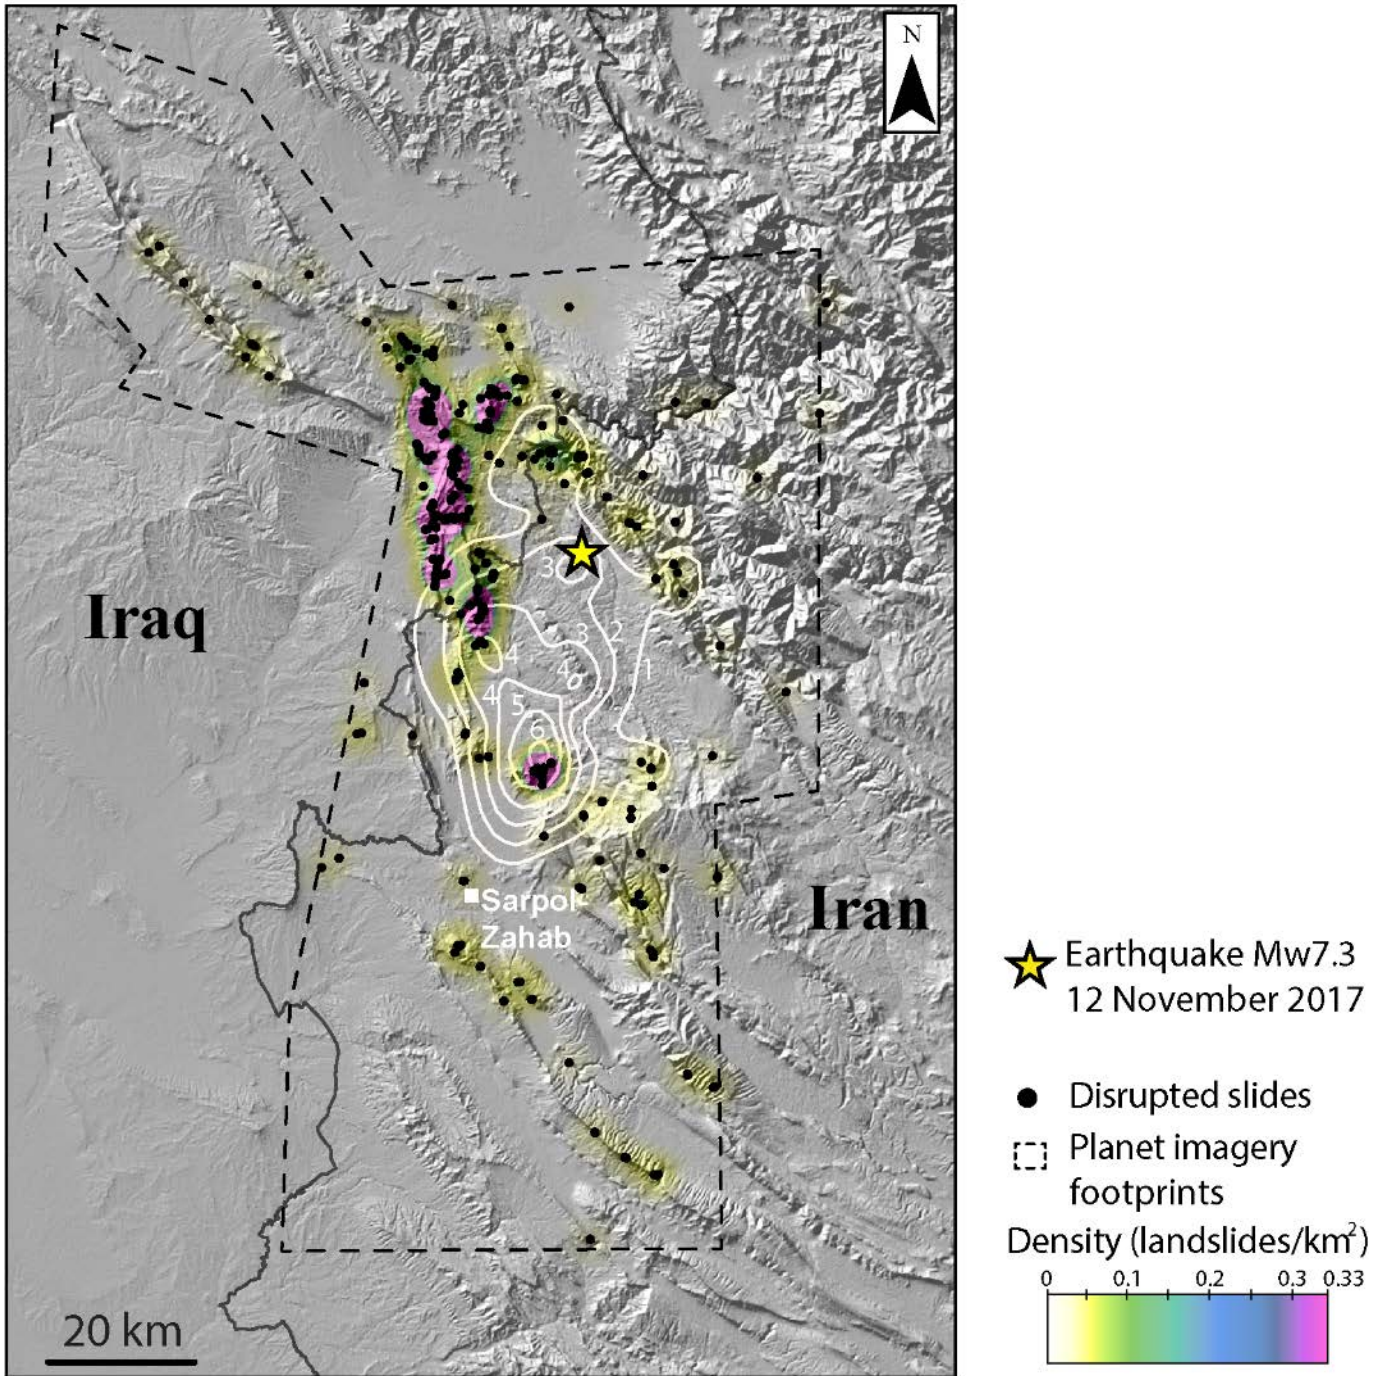 N
Iraq
3
3
2
1
4
4
4
5
6
Sarpol-
Zahab
Iran
Earthquake Mw7.3
12 November 2017
Disrupted slides
Planet imagery
footprints
Density (landslides/km²)
0 0.1 0.2 0.3 0.33
20 km